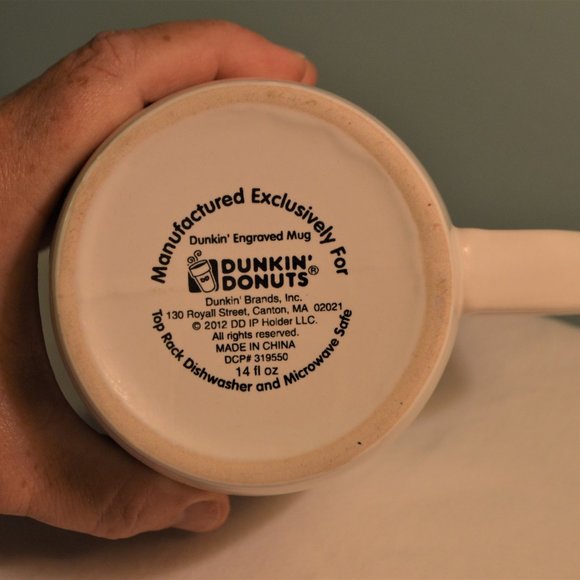 Manufactured Exclusively For
Dunkin' Engraved Mug
DD
DUNKIN'
DONUTS®
Dunkin' Brands, Inc.
130 Royall Street, Canton, MA 02021
© 2012 DD IP Holder LLC.
All rights reserved.
MADE IN CHINA
DCP# 319550
14 fl oz
Top Rack Dishwasher and Microwave Safe